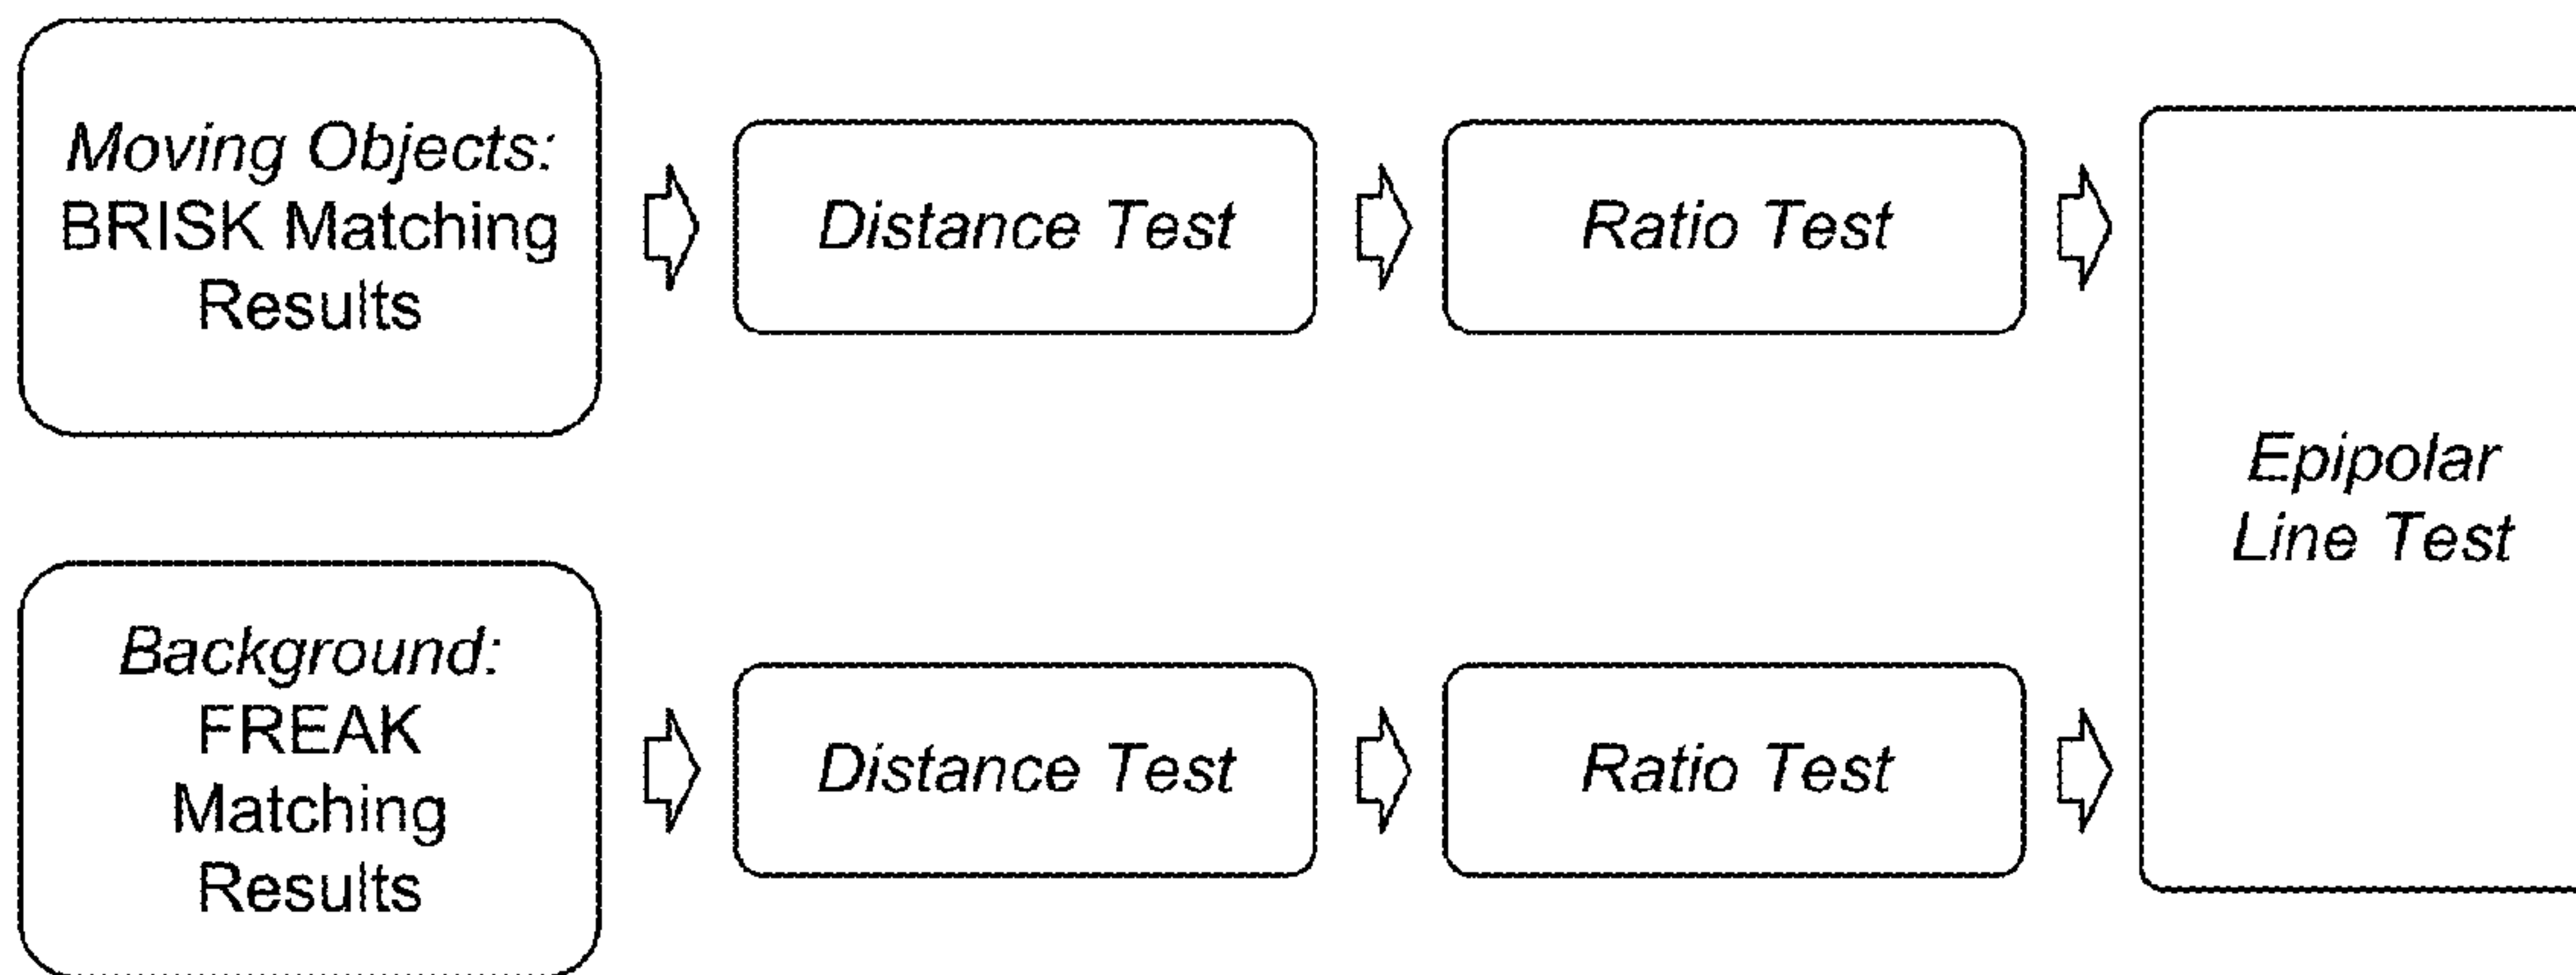 Moving Objects:
BRISK Matching
Results
Distance Test
Ratio Test
Epipolar
Line Test
Background:
FREAK
Matching
Results
Distance Test
Ratio Test